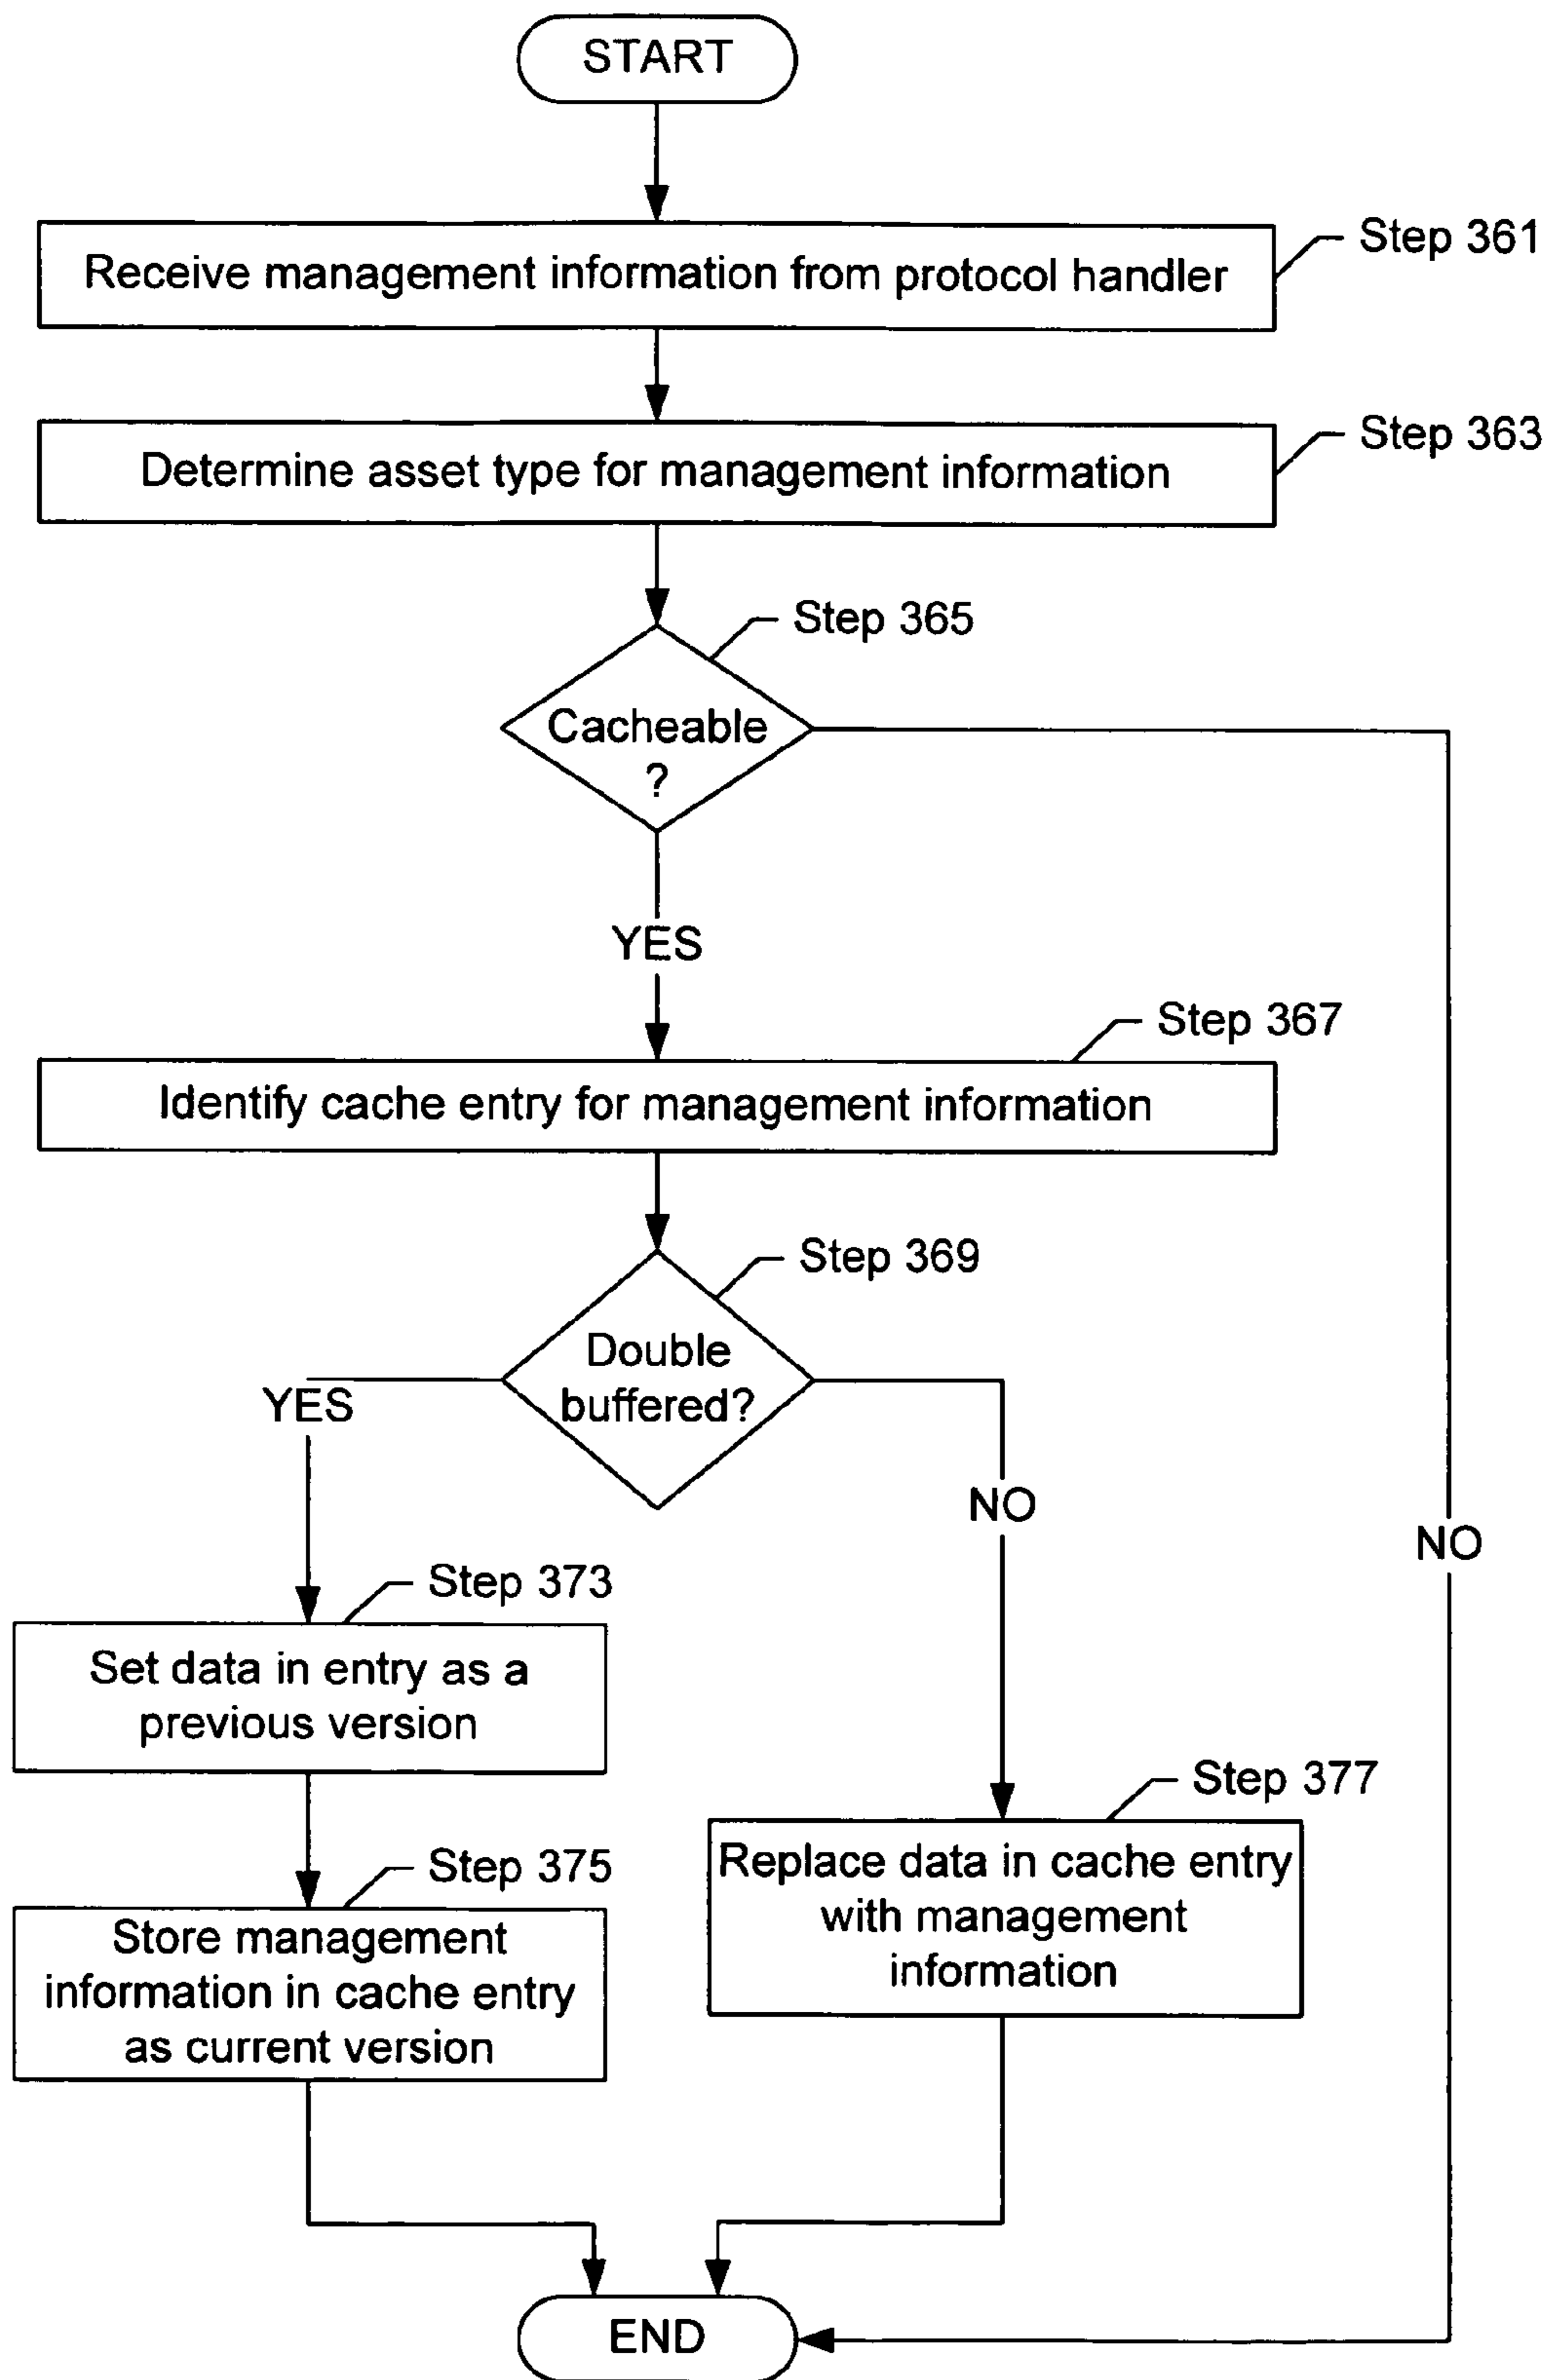 START
Receive management information from protocol handler
Step 361
Determine asset type for management information
Step 363
Step 365
Cacheable
?
YES
Step 367
Identify cache entry for management information
Step 369
Double
buffered?
YES
NO
NO
Step 373
Set data in entry as a
previous version
Step 377
Replace data in cache entry
with management
information
Step 375
Store management
information in cache entry
as current version
END